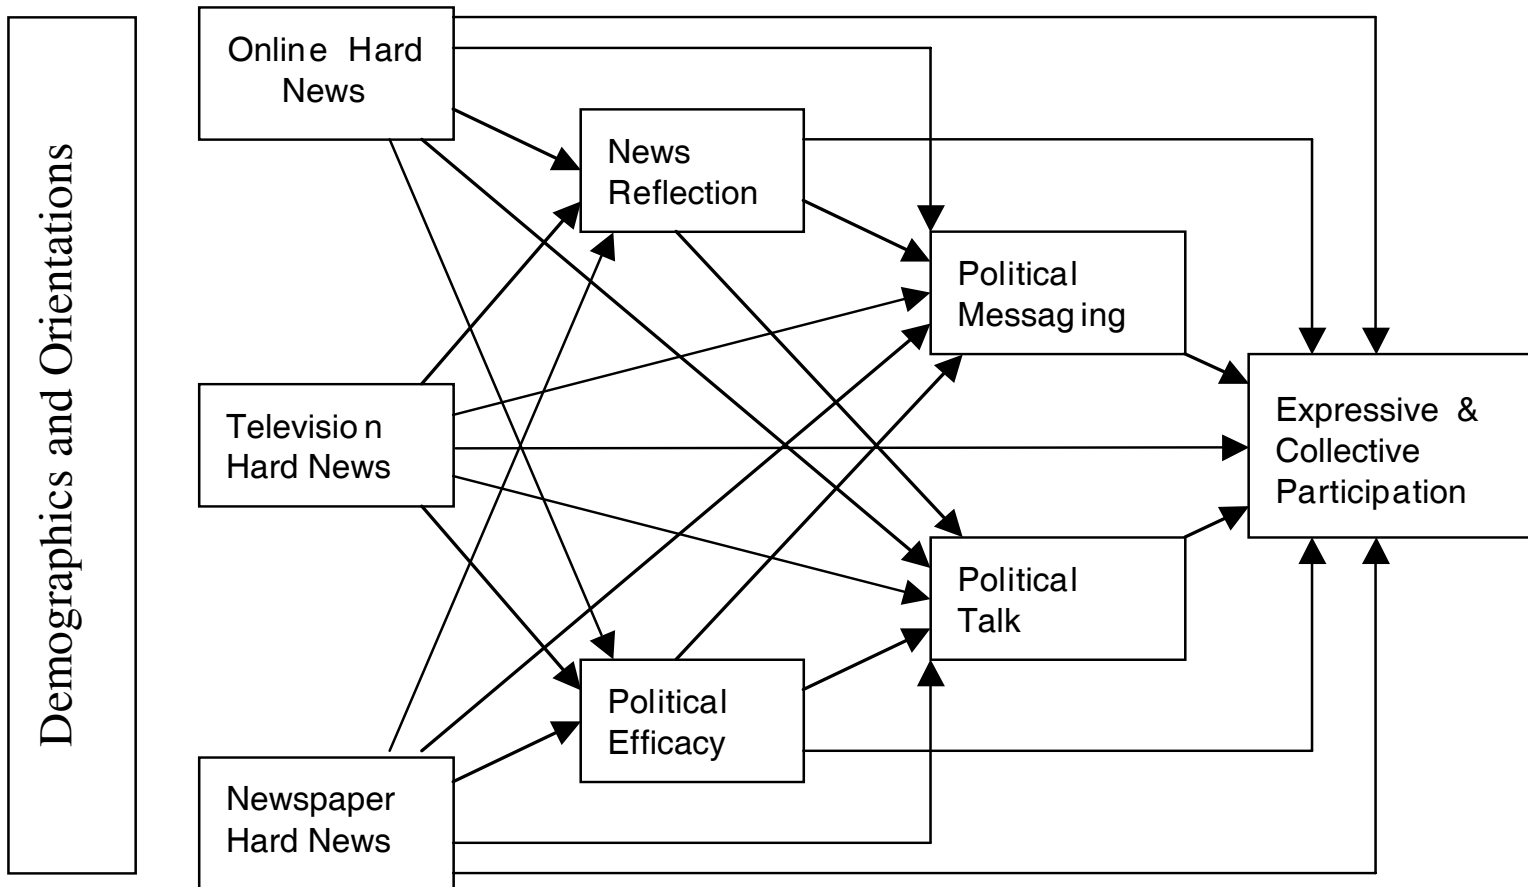 Demographics and Orientations
Online Hard
News
News
Reflection
Political
Messaging
Television
Hard News
Expressive &
Collective
Participation
Political
Talk
Political
Efficacy
Newspaper
Hard News